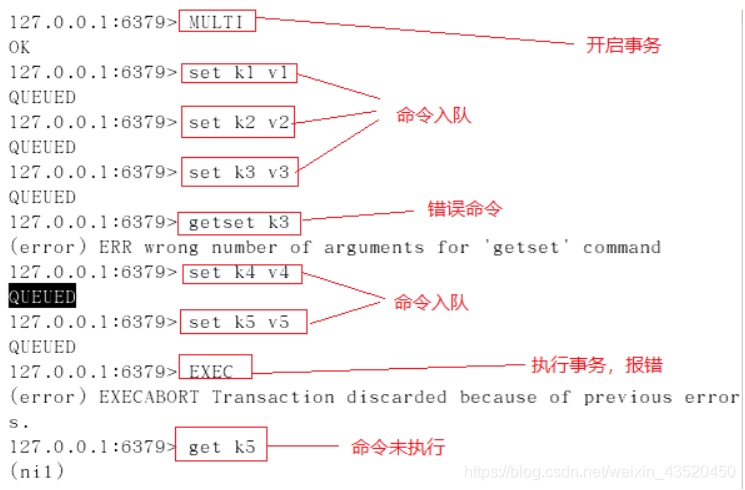 127.0.0.1:6379> MULTI
开启事务
OK
127.0.0.1:6379> set k1 v1
QUEUED
127.0.0.1:6379> set k2 v2
命令入队
QUEUED
127.0.0.1:6379> set k3 v3
QUEUED
127.0.0.1:6379> getset k3
错误命令
(error) ERR wrong number of arguments for 'getset' command
127.0.0.1:6379> set k4 v4
QUEUED
命令入队
127.0.0.1:6379> set k5 v5
QUEUED
127.0.0.1:6379> EXEC
执行事务，报错
(error) EXECABORT Transaction discarded because of previous error
s.
127.0.0.1:6379> get k5
命令未执行
(nil)
https://blog.csdn.net/weixin_43520450